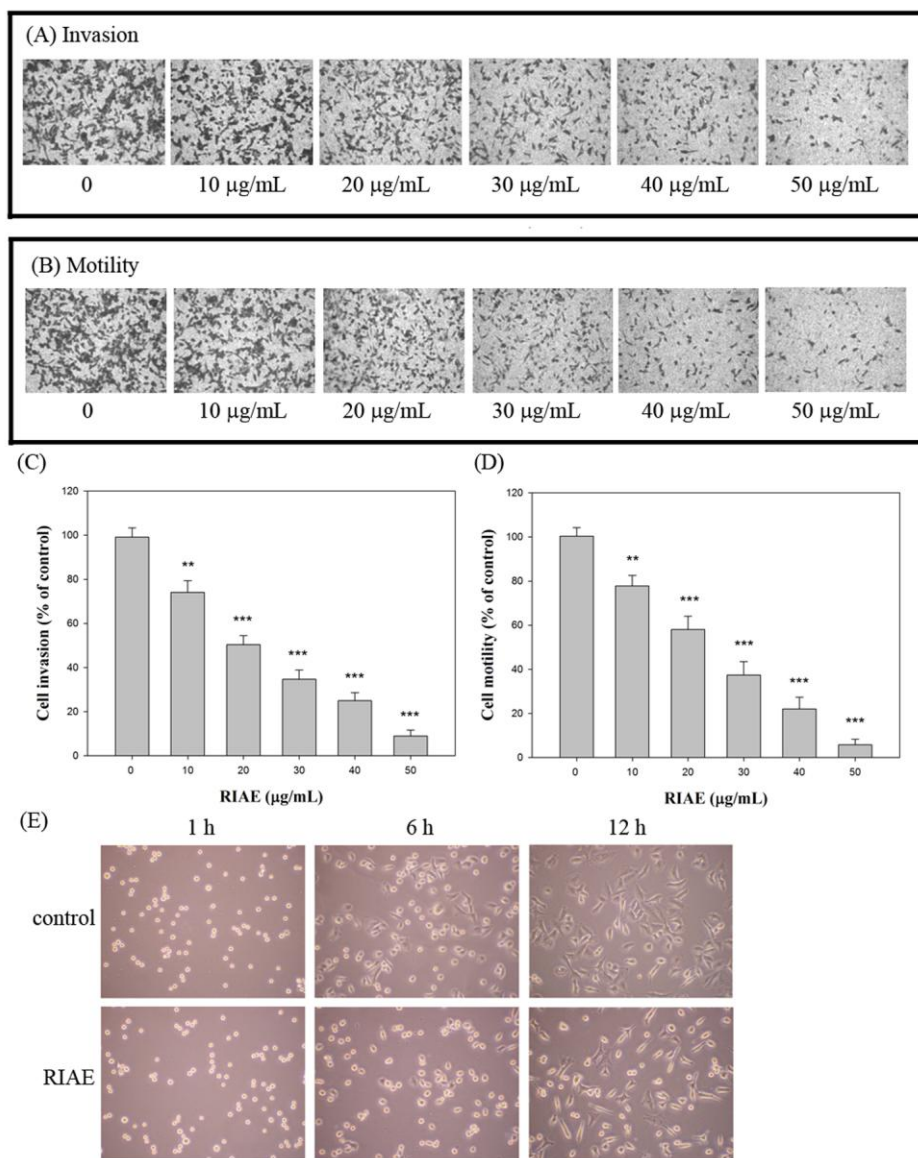 (A) Invasion
0 10 μg/mL 20 μg/mL 30 μg/mL 40 μg/mL 50 μg/mL
(B) Motility
0 10 μg/mL 20 μg/mL 30 μg/mL 40 μg/mL 50 μg/mL
(C)
120
100
80
60
40
20
0
Cell invasion (% of control)
**
***
***
***
***
0 10 20 30 40 50
RIAE (μg/mL)
(D)
120
100
80
60
40
20
0
Cell motility (% of control)
**
***
***
***
***
0 10 20 30 40 50
RIAE (μg/mL)
(E)
1 h 6 h 12 h
control
RIAE